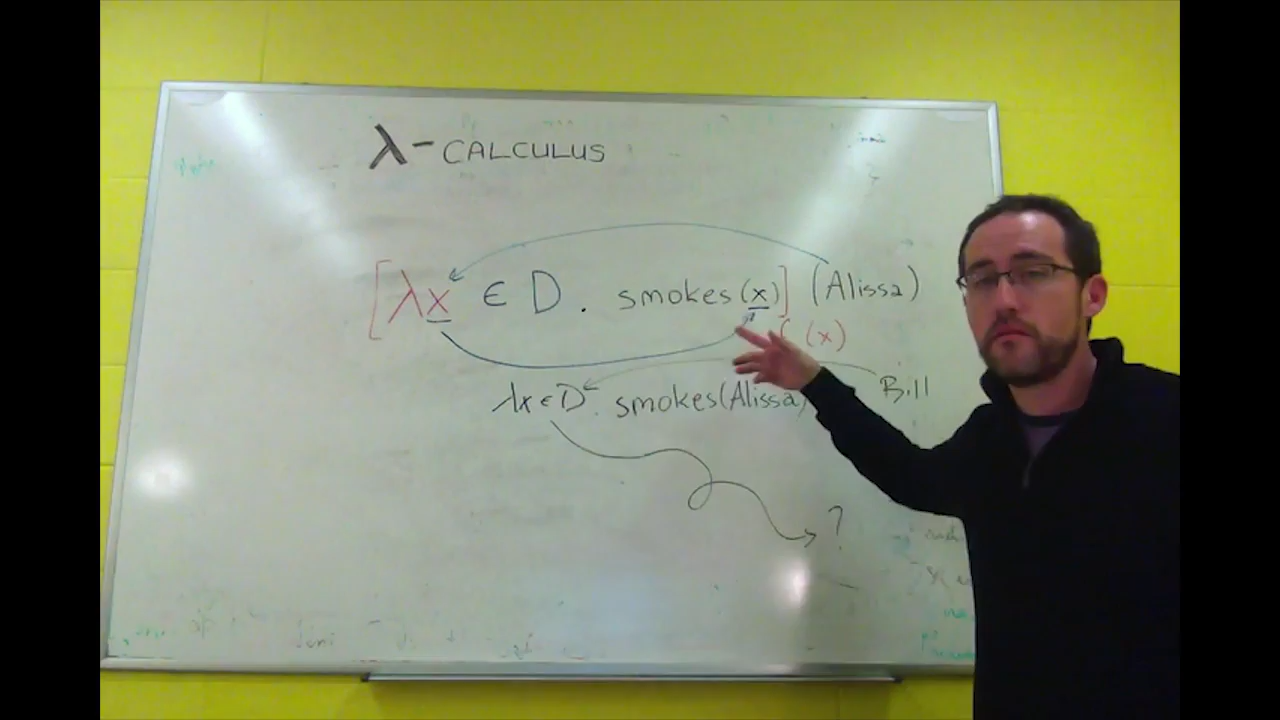 λ-CALCULUS
[λx ∈ D. smokes(x)] (Alissa)
(x)
Bill
λx∈D. smokes(Alissa)
?